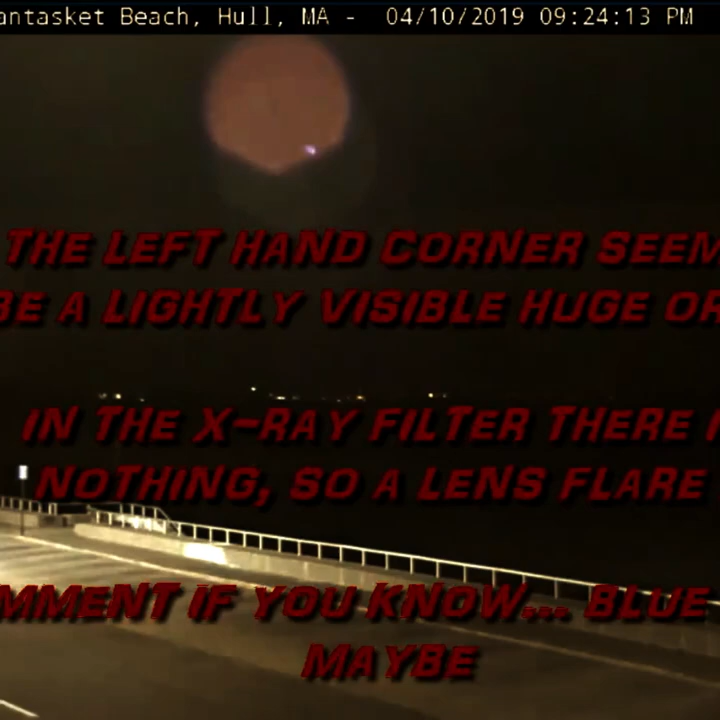 antasket Beach, Hull, MA - 04/10/2019 09:24:13 PM
THE LEFT HAND CORNER SEEM
BE A LIGHTLY VISIBLE HUGE OR
IN THE X-RAY FILTER THERE I
NOTHING, SO A LENS FLARE
MMENT IF YOU KNOW... BLUE
MAYBE